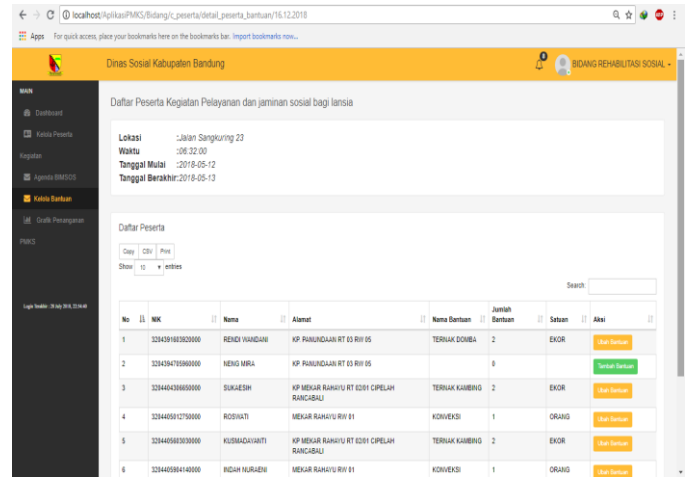 localhost/AplikasiPMKS/Bidang/c_peserta/detail_peserta_bantuan/16.12.2018
Apps For quick access, place your bookmarks here on the bookmarks bar. Import bookmarks now...
Dinas Sosial Kabupaten Bandung
BIDANG REHABILITASI SOSIAL
MAIN
Dashboard
Kelola Peserta
Kegiatan
Agenda BIMSOS
Kelola Bantuan
Grafik Penanganan
PMKS
Login Terakhir : 28 July 2018, 22:16:40
Daftar Peserta Kegiatan Pelayanan dan jaminan sosial bagi lansia
Lokasi :Jalan Sangkuring 23
Waktu :06:32:00
Tanggal Mulai :2018-05-12
Tanggal Berakhir:2018-05-13
Daftar Peserta
Copy CSV Print
Show 10 entries
Search:
No NIK Nama Alamat Nama Bantuan Jumlah Bantuan Satuan Aksi
1 3204391603920000 RENDI WANDANI KP. PANUNDAAN RT 03 RW 05 TERNAK DOMBA 2 EKOR Ubah Bantuan
2 3204394705960000 NENG MIRA KP. PANUNDAAN RT 03 RW 05 0 Tambah Bantuan
3 3204404306650000 SUKAESIH KP MEKAR RAHAYU RT 02/01 CIPELAH RANCABALI TERNAK KAMBING 2 EKOR Ubah Bantuan
4 3204405012750000 ROSWATI MEKAR RAHAYU RW 01 KONVEKSI 1 ORANG Ubah Bantuan
5 3204405603830000 KUSMADAYANTI KP MEKAR RAHAYU RT 02/01 CIPELAH RANCABALI TERNAK KAMBING 2 EKOR Ubah Bantuan
6 3204405904140000 INDAH NURAENI MEKAR RAHAYU RW 01 KONVEKSI 1 ORANG Ubah Bantuan